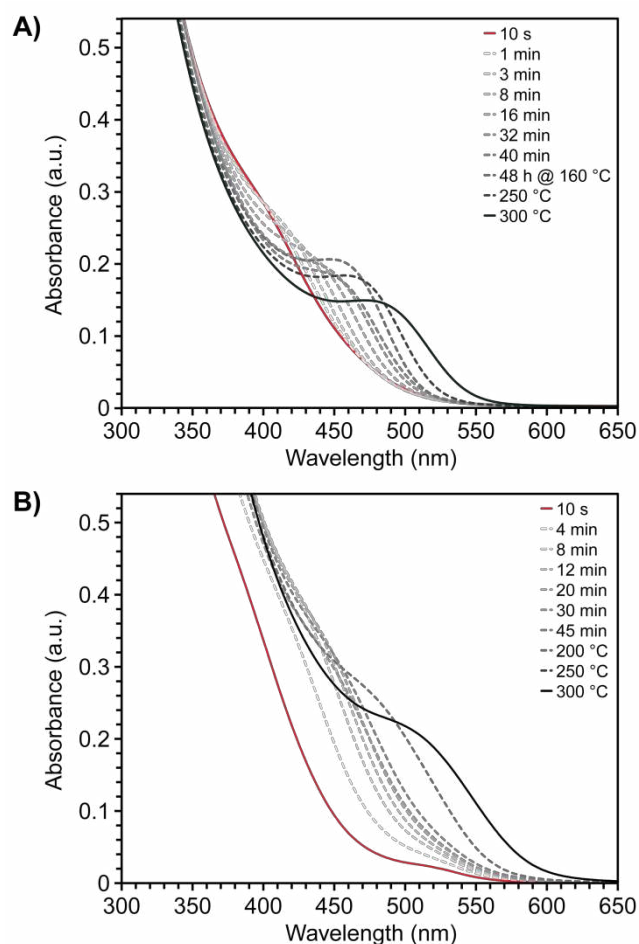 A)
0.5
0.4
0.3
0.2
0.1
0
Absorbance (a.u.)
10 s
1 min
3 min
8 min
16 min
32 min
40 min
48 h @ 160 °C
250 °C
300 °C
300 350 400 450 500 550 600 650
Wavelength (nm)
B)
0.5
0.4
0.3
0.2
0.1
0
Absorbance (a.u.)
10 s
4 min
8 min
12 min
20 min
30 min
45 min
200 °C
250 °C
300 °C
300 350 400 450 500 550 600 650
Wavelength (nm)